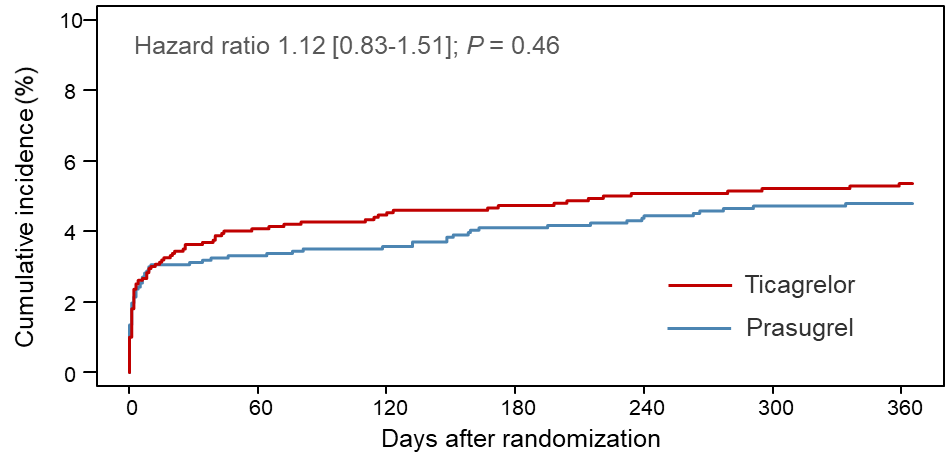 Hazard ratio 1.12 [0.83-1.51]; P = 0.46
Cumulative incidence (%)
10
8
6
4
2
0
Ticagrelor
Prasugrel
0 60 120 180 240 300 360
Days after randomization